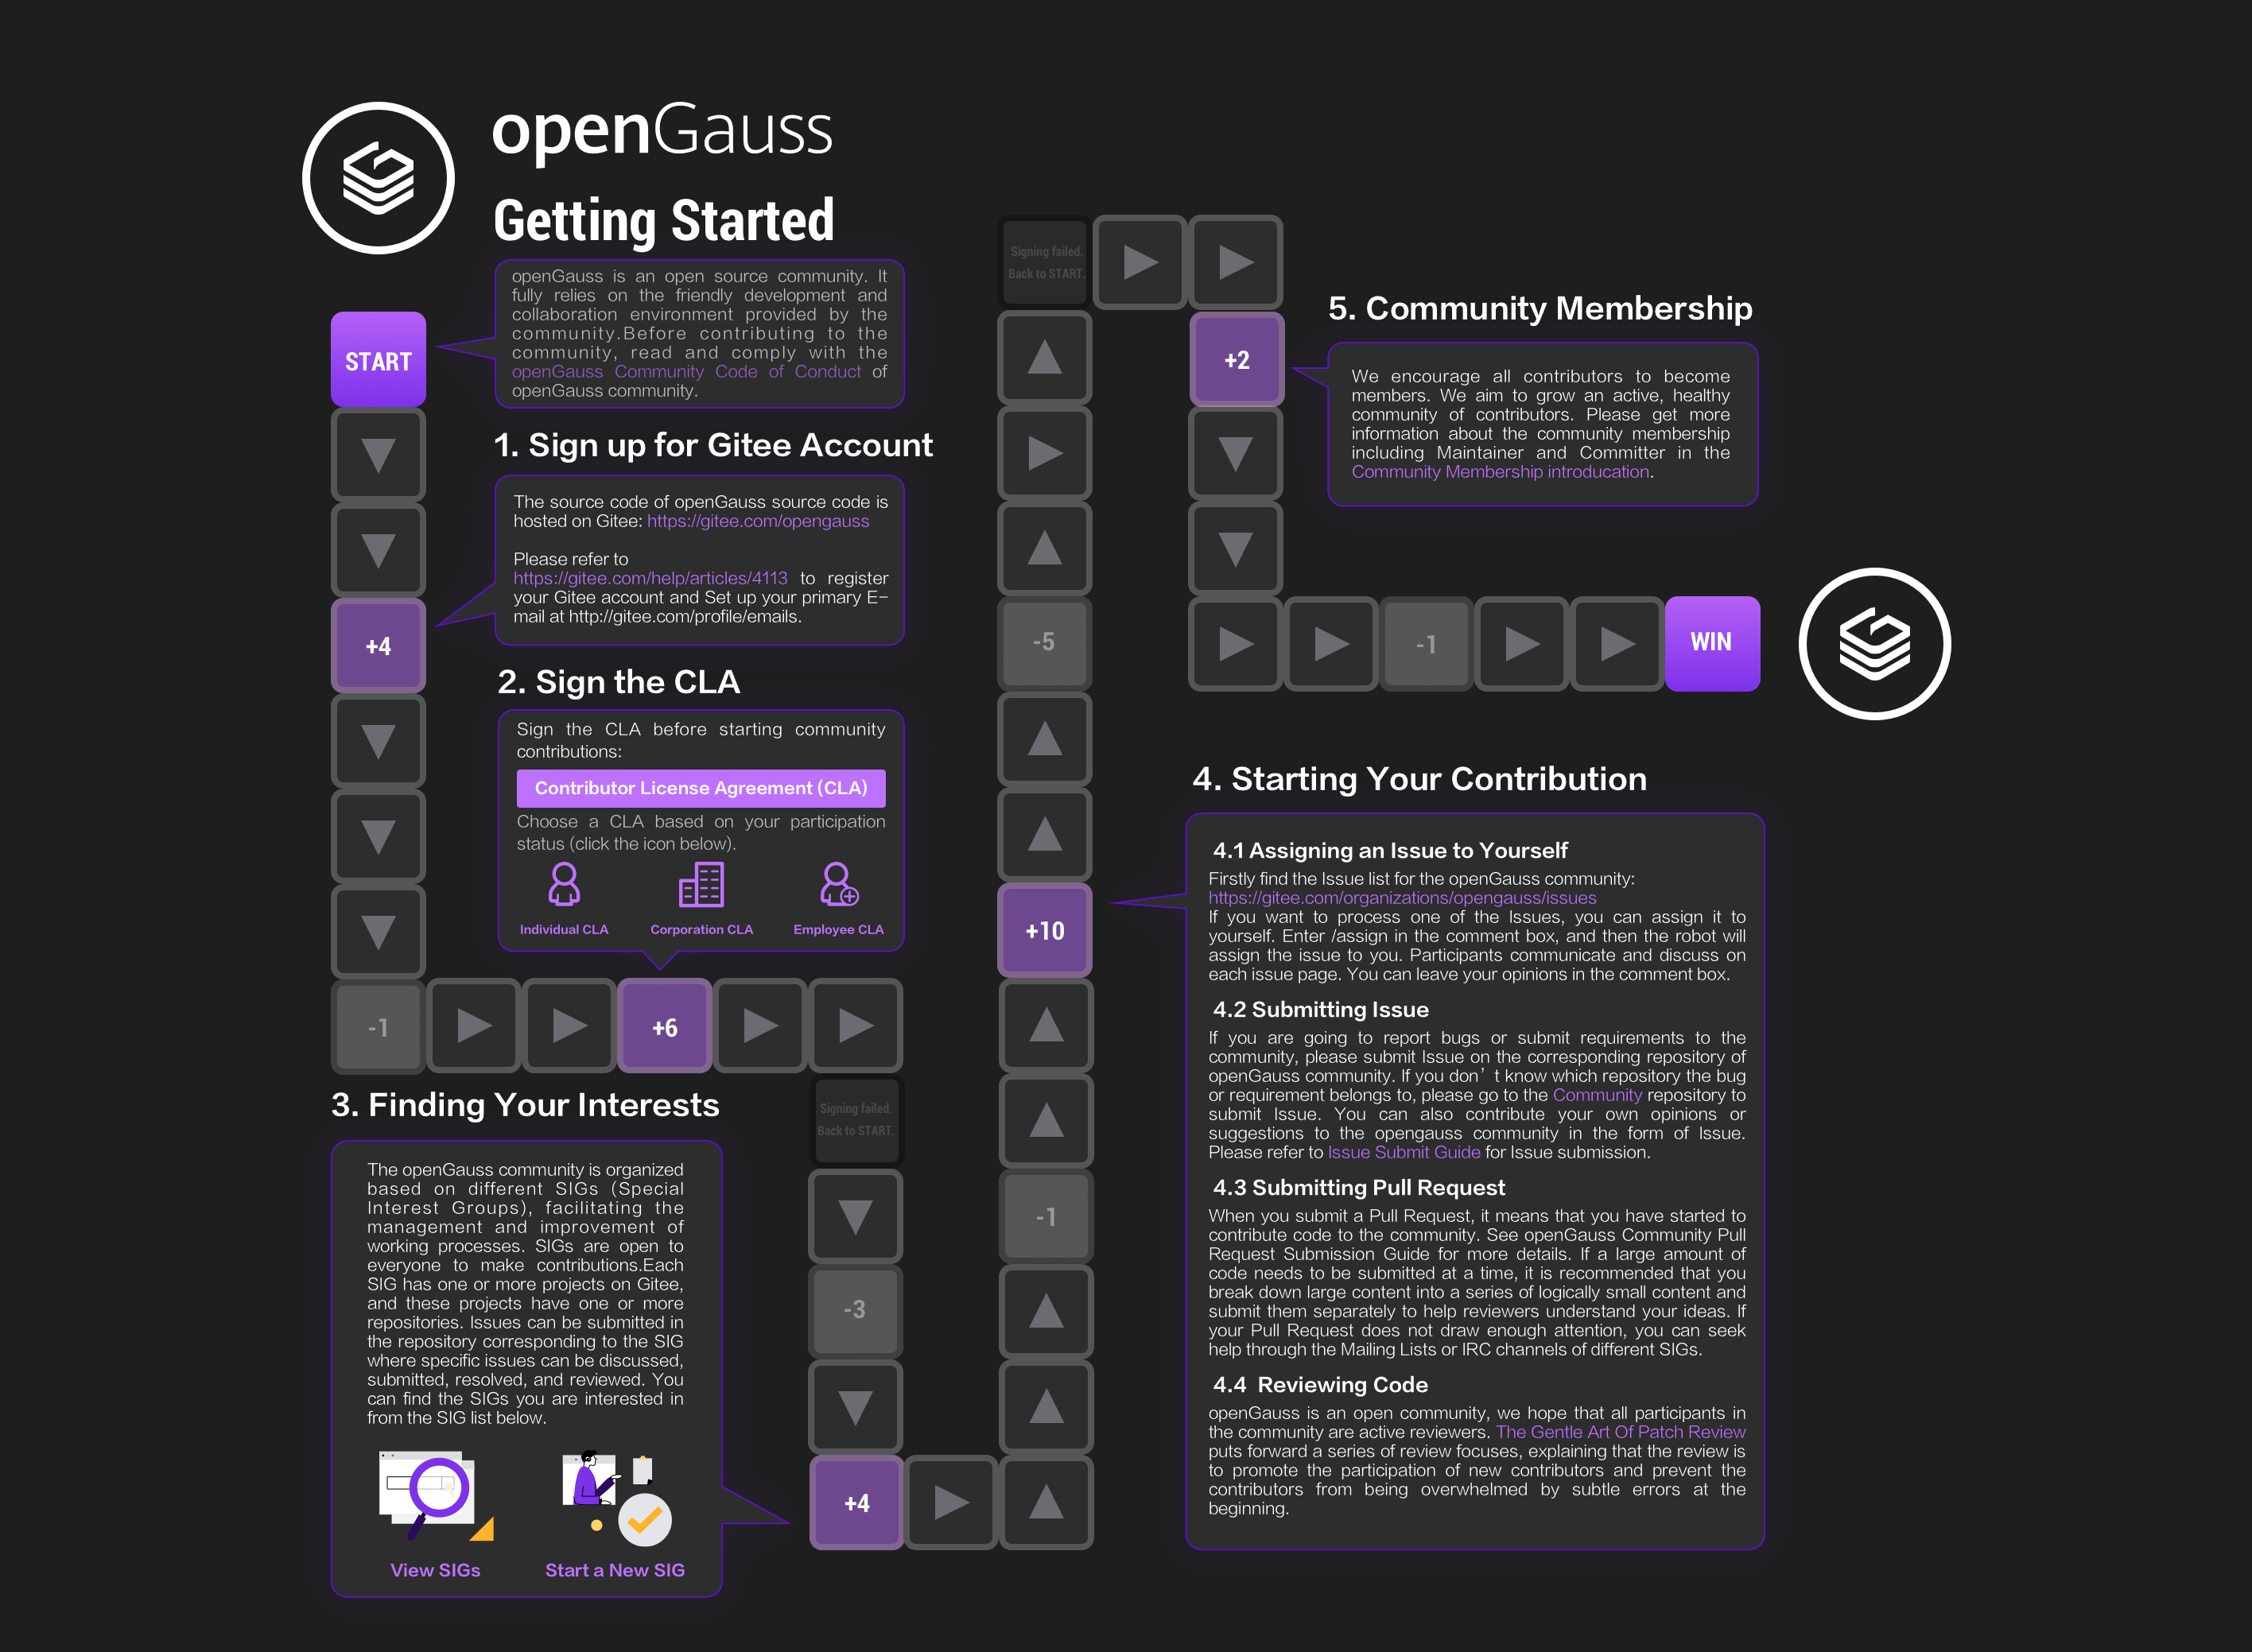 openGauss
Getting Started
openGauss is an open source community. It
fully relies on the friendly development and
collaboration environment provided by the
community.Before contributing to the
community, read and comply with the
openGauss Community Code of Conduct of
openGauss community.
START
1. Sign up for Gitee Account
The source code of openGauss source code is
hosted on Gitee: https://gitee.com/opengauss
Please refer to
https://gitee.com/help/articles/4113 to register
your Gitee account and Set up your primary E-
mail at http://gitee.com/profile/emails.
+4
2. Sign the CLA
Sign the CLA before starting community
contributions:
Contributor License Agreement (CLA)
Choose a CLA based on your participation
status (click the icon below).
Individual CLA
Corporation CLA
Employee CLA
-1
+6
Signing failed.
Back to START.
-3
3. Finding Your Interests
The openGauss community is organized
based on different SIGs (Special
Interest Groups), facilitating the
management and improvement of
working processes. SIGs are open to
everyone to make contributions.Each
SIG has one or more projects on Gitee,
and these projects have one or more
repositories. Issues can be submitted in
the repository corresponding to the SIG
where specific issues can be discussed,
submitted, resolved, and reviewed. You
can find the SIGs you are interested in
from the SIG list below.
View SIGs
Start a New SIG
+4
-1
+10
4. Starting Your Contribution
4.1 Assigning an Issue to Yourself
Firstly find the Issue list for the openGauss community:
https://gitee.com/organizations/opengauss/issues
If you want to process one of the Issues, you can assign it to
yourself. Enter /assign in the comment box, and then the robot will
assign the issue to you. Participants communicate and discuss on
each issue page. You can leave your opinions in the comment box.
4.2 Submitting Issue
If you are going to report bugs or submit requirements to the
community, please submit Issue on the corresponding repository of
openGauss community. If you don’t know which repository the bug
or requirement belongs to, please go to the Community repository to
submit Issue. You can also contribute your own opinions or
suggestions to the opengauss community in the form of Issue.
Please refer to Issue Submit Guide for Issue submission.
4.3 Submitting Pull Request
When you submit a Pull Request, it means that you have started to
contribute code to the community. See openGauss Community Pull
Request Submission Guide for more details. If a large amount of
code needs to be submitted at a time, it is recommended that you
break down large content into a series of logically small content and
submit them separately to help reviewers understand your ideas. If
your Pull Request does not draw enough attention, you can seek
help through the Mailing Lists or IRC channels of different SIGs.
4.4 Reviewing Code
openGauss is an open community, we hope that all participants in
the community are active reviewers. The Gentle Art Of Patch Review
puts forward a series of review focuses, explaining that the review is
to promote the participation of new contributors and prevent the
contributors from being overwhelmed by subtle errors at the
beginning.
-5
Signing failed.
Back to START.
+2
5. Community Membership
We encourage all contributors to become
members. We aim to grow an active, healthy
community of contributors. Please get more
information about the community membership
including Maintainer and Committer in the
Community Membership introducation.
-1
WIN